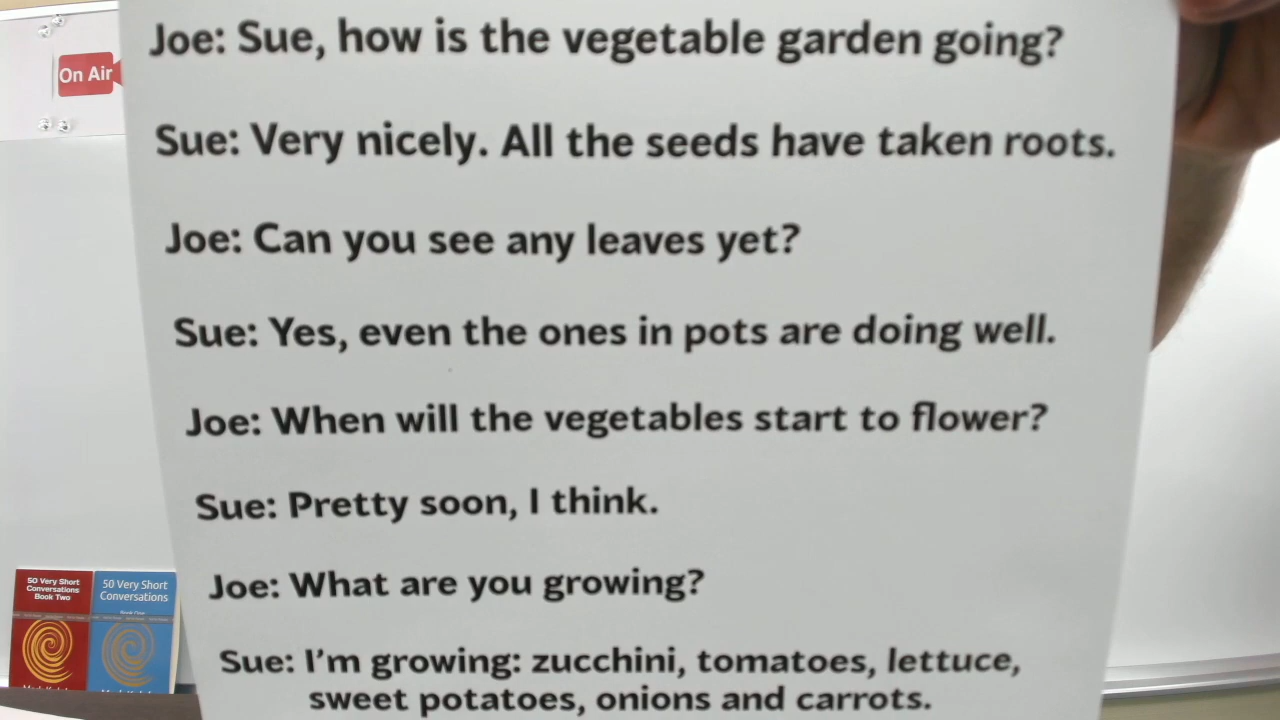 On Air
Joe: Sue, how is the vegetable garden going?
Sue: Very nicely. All the seeds have taken roots.
Joe: Can you see any leaves yet?
Sue: Yes, even the ones in pots are doing well.
Joe: When will the vegetables start to flower?
Sue: Pretty soon, I think.
Joe: What are you growing?
Sue: I'm growing: zucchini, tomatoes, lettuce,
sweet potatoes, onions and carrots.
50 Very Short
Conversations
Book Two
50 Very Short
Conversations